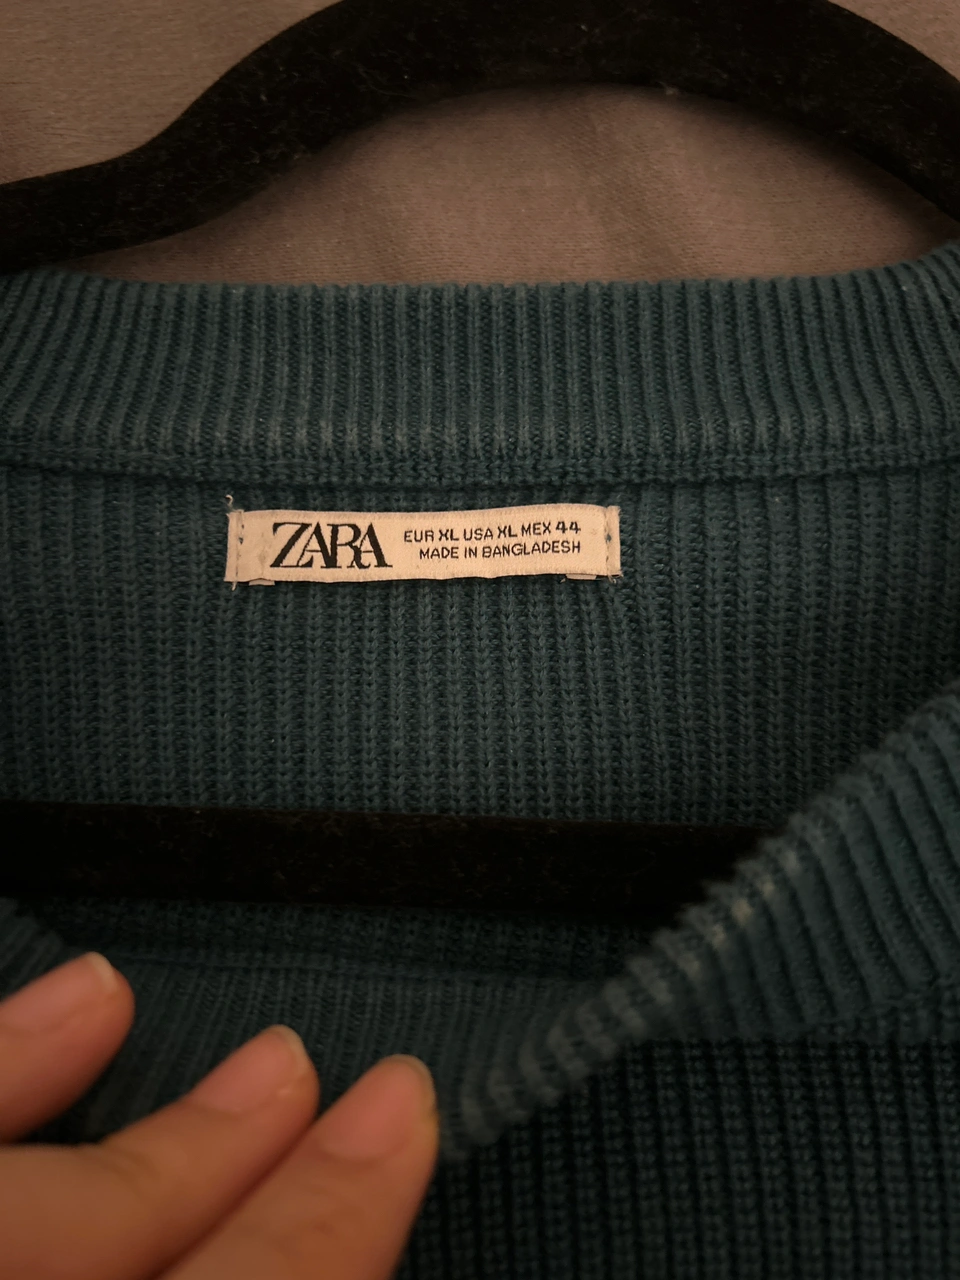 ZARA
EUR XL USA XL MEX 44
MADE IN BANGLADESH